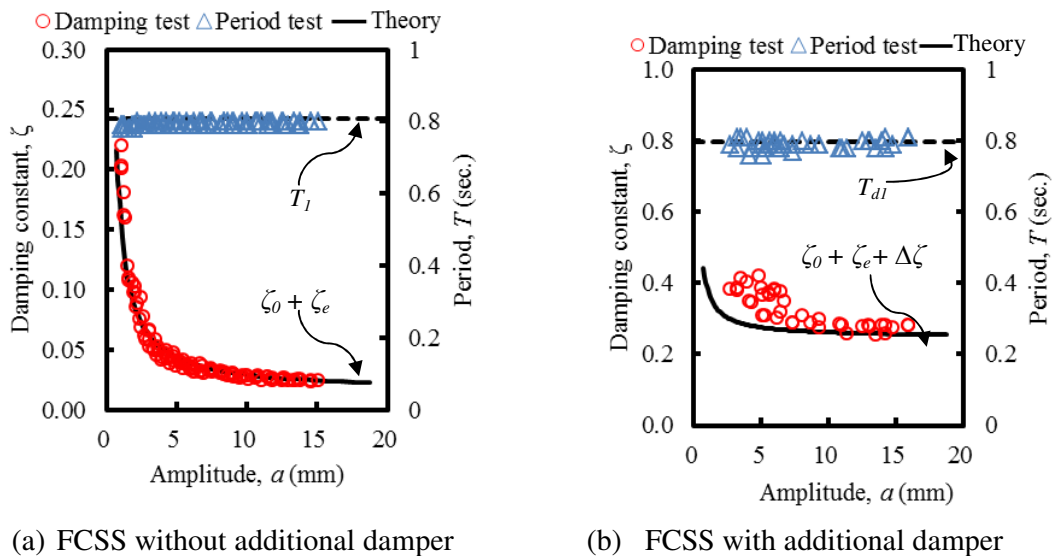 Damping test Period test Theory
0.30
0.25
0.20
0.15
0.10
0.05
0.00
Damping constant, ζ
1
0.8
0.6
0.4
0.2
0
Period, T (sec.)
T1
ζ0 + ζe
0 5 10 15 20
Amplitude, a (mm)
(a) FCSS without additional damper
Damping test Period test Theory
1.0
0.8
0.6
0.4
0.2
0.0
Damping constant, ζ
1
0.8
0.6
0.4
0.2
0
Period, T (sec.)
Td1
ζ0 + ζe + Δζ
0 5 10 15 20
Amplitude, a (mm)
(b) FCSS with additional damper